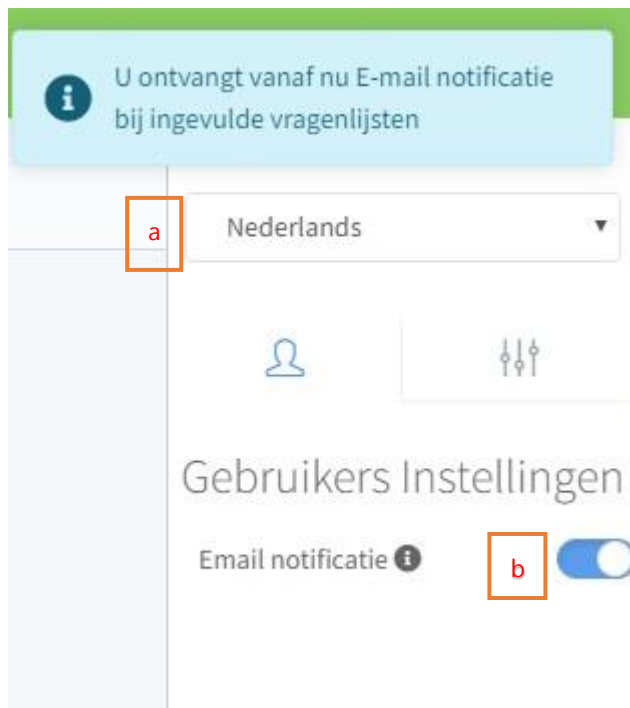 U ontvangt vanaf nu E-mail notificatie
bij ingevulde vragenlijsten
a
Nederlands
Gebruikers Instellingen
Email notificatie
b